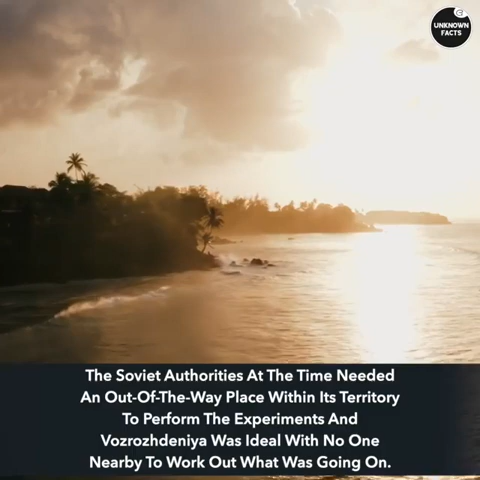 UNKNOWN
FACTS
The Soviet Authorities At The Time Needed
An Out-Of-The-Way Place Within Its Territory
To Perform The Experiments And
Vozrozhdeniya Was Ideal With No One
Nearby To Work Out What Was Going On.